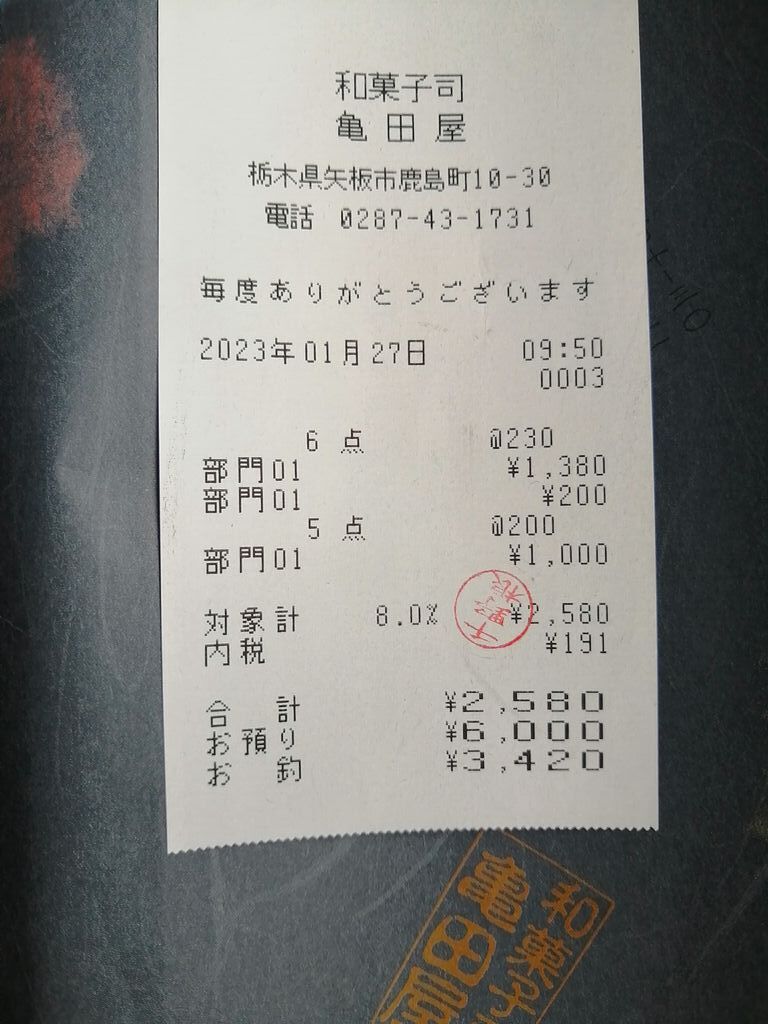 和菓子司
亀田屋
栃木県矢板市鹿島町10-30
電話 0287-43-1731
毎度ありがとうございます
2023年01月27日 09:50
0003
6点 @230
部門01 ¥1,380
部門01 ¥200
5点 @200
部門01 ¥1,000
対象計 8.0% ¥2,580
内税 ¥191
合計 ¥2,580
お預り ¥6,000
お釣 ¥3,420
和菓子
亀田屋